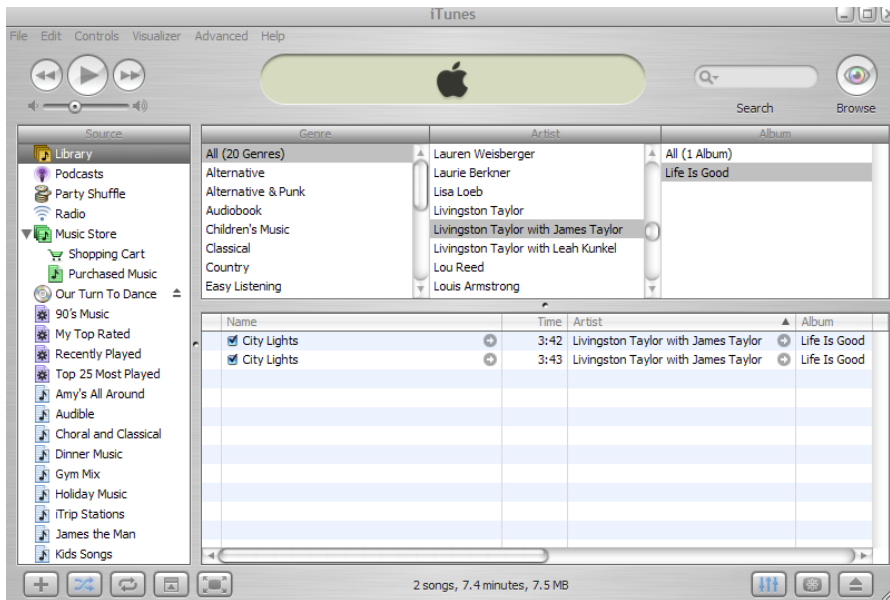 iTunes
File Edit Controls Visualizer Advanced Help
Search
Browse
Source
Library
Podcasts
Party Shuffle
Radio
Music Store
Shopping Cart
Purchased Music
Our Turn To Dance
90's Music
My Top Rated
Recently Played
Top 25 Most Played
Amy's All Around
Audible
Choral and Classical
Dinner Music
Gym Mix
Holiday Music
iTrip Stations
James the Man
Kids Songs
Genre
All (20 Genres)
Alternative
Alternative & Punk
Audiobook
Children's Music
Classical
Country
Easy Listening
Artist
Lauren Weisberger
Laurie Berkner
Lisa Loeb
Livingston Taylor
Livingston Taylor with James Taylor
Livingston Taylor with Leah Kunkel
Lou Reed
Louis Armstrong
Album
All (1 Album)
Life Is Good
Name Time Artist Album
City Lights 3:42 Livingston Taylor with James Taylor Life Is Good
City Lights 3:43 Livingston Taylor with James Taylor Life Is Good
2 songs, 7.4 minutes, 7.5 MB